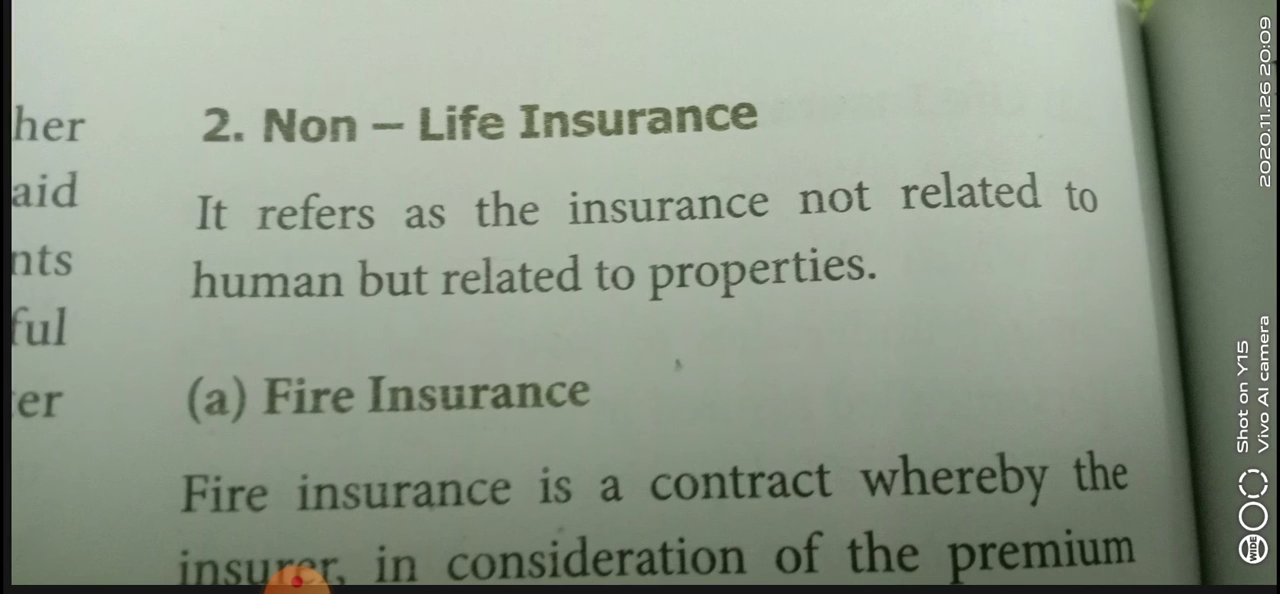 her
aid
nts
ful
er
2. Non – Life Insurance
It refers as the insurance not related to
human but related to properties.
(a) Fire Insurance
Fire insurance is a contract whereby the
insurer, in consideration of the premium
2020.11.26 20:09
Shot on Y15
Vivo AI camera
WIDE